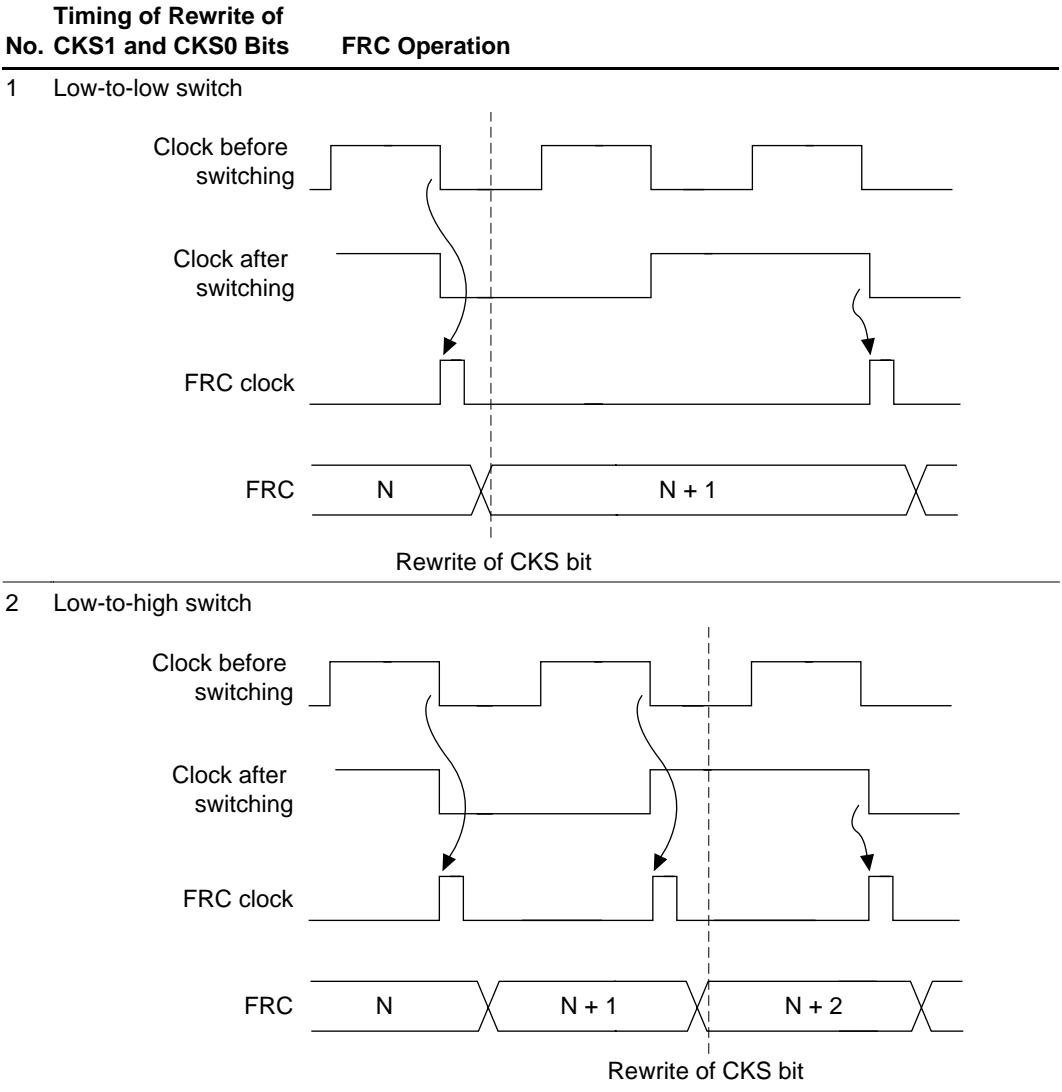 Timing of Rewrite of
No. CKS1 and CKS0 Bits FRC Operation
1 Low-to-low switch
Clock before
switching
Clock after
switching
FRC clock
FRC N N + 1
Rewrite of CKS bit
2 Low-to-high switch
Clock before
switching
Clock after
switching
FRC clock
FRC N N + 1 N + 2
Rewrite of CKS bit